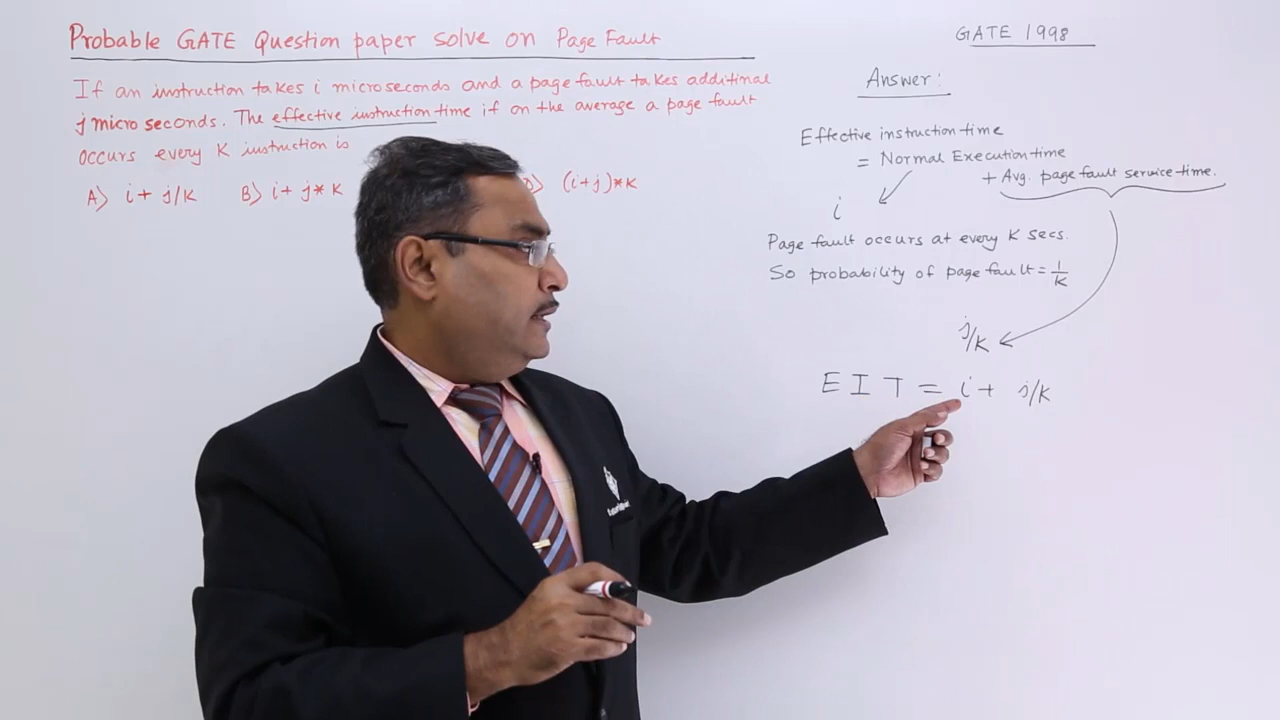 Probable GATE Question paper solve on Page Fault
If an instruction takes i microseconds and a page fault takes additional
j micro seconds. The effective instruction time if on the average a page fault
occurs every K instruction is
A) i + j/K B) i + j * K D) (i+j)*K
GATE 1998
Answer:
Effective instruction time
= Normal Execution time
+ Avg. page fault service time.
i
Page fault occurs at every K secs.
So probability of page fault = 1/K
j/K
E I T = i + j/K